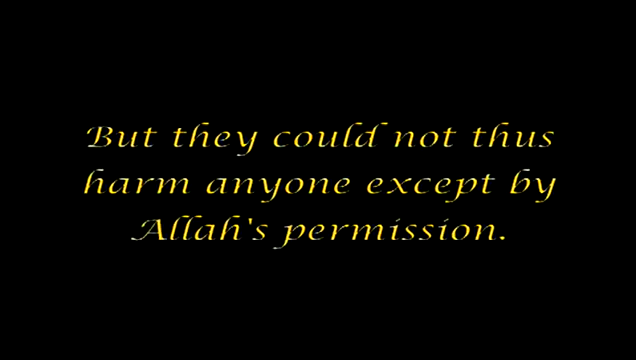 But they could not thus
harm anyone except by
Allah's permission.